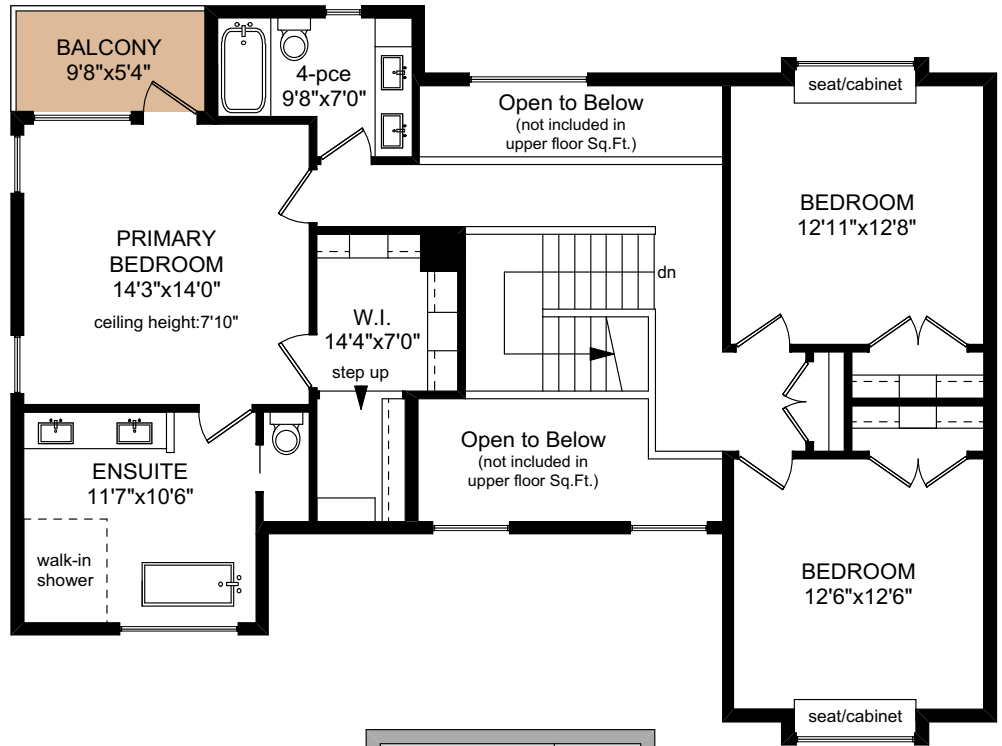 BALCONY
9'8"x5'4"
4-pce
9'8"x7'0"
Open to Below
(not included in
upper floor Sq.Ft.)
seat/cabinet
BEDROOM
12'11"x12'8"
PRIMARY
BEDROOM
14'3"x14'0"
ceiling height:7'10"
W.I.
14'4"x7'0"
step up
dn
Open to Below
(not included in
upper floor Sq.Ft.)
ENSUITE
11'7"x10'6"
walk-in
shower
BEDROOM
12'6"x12'6"
seat/cabinet